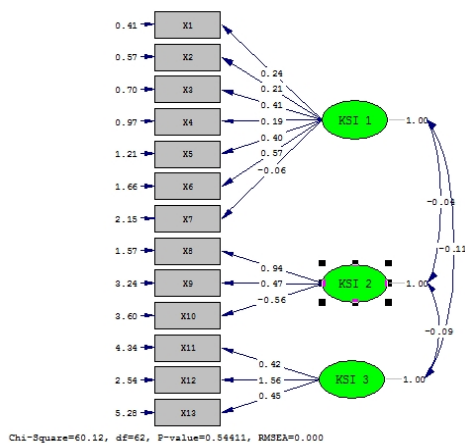 0.41 X1
0.57 X2
0.70 X3
0.97 X4
1.21 X5
1.66 X6
2.15 X7
1.57 X8
3.24 X9
3.60 X10
4.34 X11
2.54 X12
5.28 X13
0.24
0.21
0.41
0.19
0.40
0.57
-0.06
0.94
0.47
-0.56
0.42
1.56
0.45
KSI 1 1.00
KSI 2 1.00
KSI 3 1.00
-0.04
-0.11
-0.09
Chi-Square=60.12, df=62, P-value=0.54411, RMSEA=0.000